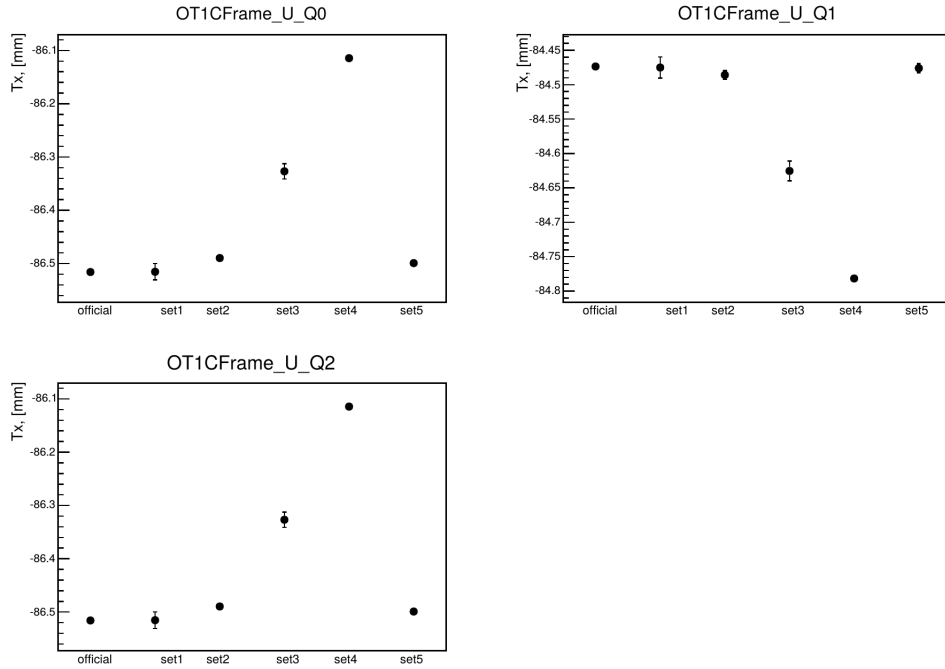 OT1CFrame_U_Q0
Tx, [mm]
-86.1
-86.2
-86.3
-86.4
-86.5
official set1 set2 set3 set4 set5
OT1CFrame_U_Q1
Tx, [mm]
-84.45
-84.5
-84.55
-84.6
-84.65
-84.7
-84.75
-84.8
official set1 set2 set3 set4 set5
OT1CFrame_U_Q2
Tx, [mm]
-86.1
-86.2
-86.3
-86.4
-86.5
official set1 set2 set3 set4 set5